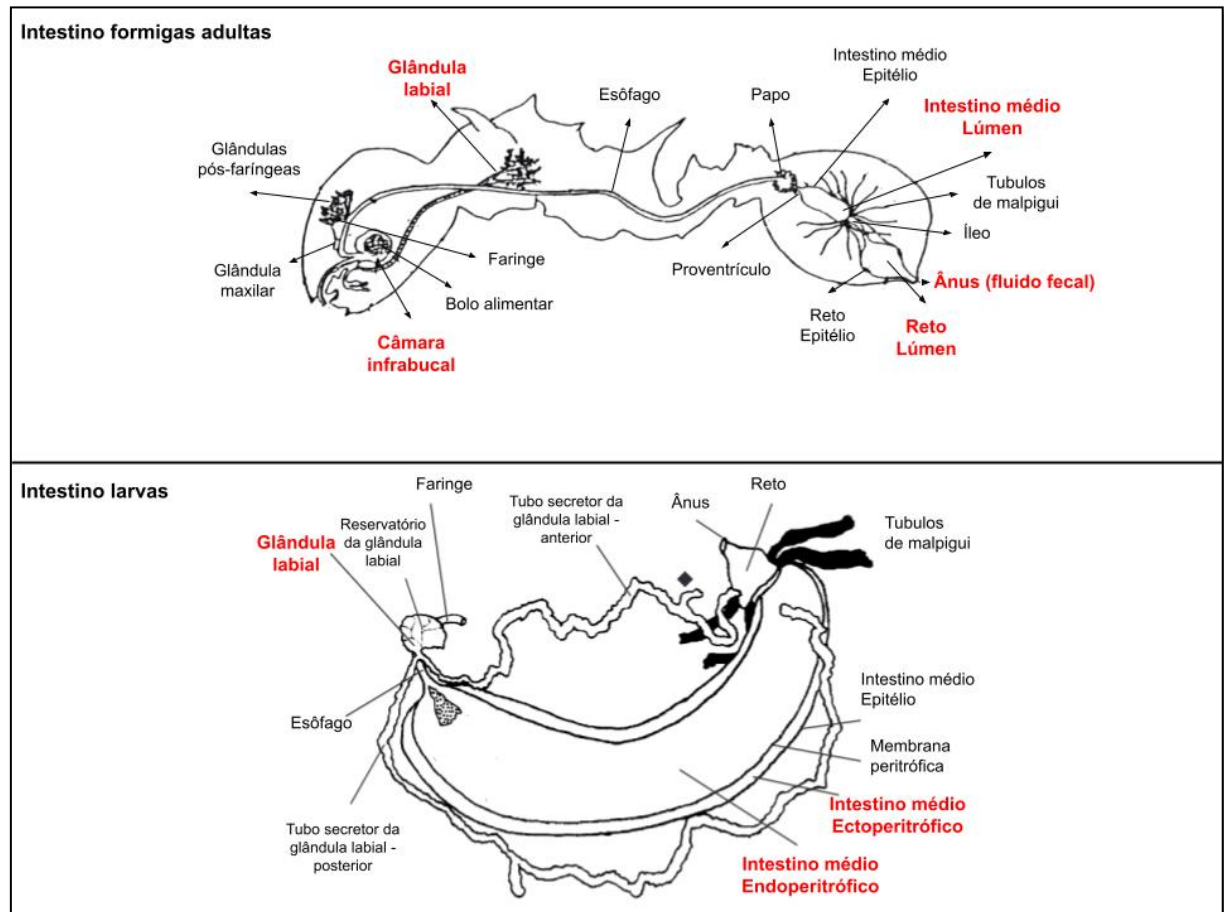 Intestino formigas adultas
Glândula
labial
Esôfago
Papo
Intestino médio
Epitélio
Intestino médio
Lúmen
Glândulas
pós-faríngeas
Tubulos
de malpigui
Íleo
Glândula
maxilar
Faringe
Bolo alimentar
Câmara
infrabucal
Proventrículo
Ânus (fluido fecal)
Reto
Epitélio
Reto
Lúmen
Intestino larvas
Faringe
Glândula
labial
Reservatório
da glândula
labial
Tubo secretor da
glândula labial -
anterior
Ânus
Reto
Tubulos
de malpigui
Esôfago
Tubo secretor da
glândula labial -
posterior
Intestino médio
Epitélio
Membrana
peritrófica
Intestino médio
Ectoperitrófico
Intestino médio
Endoperitrófico